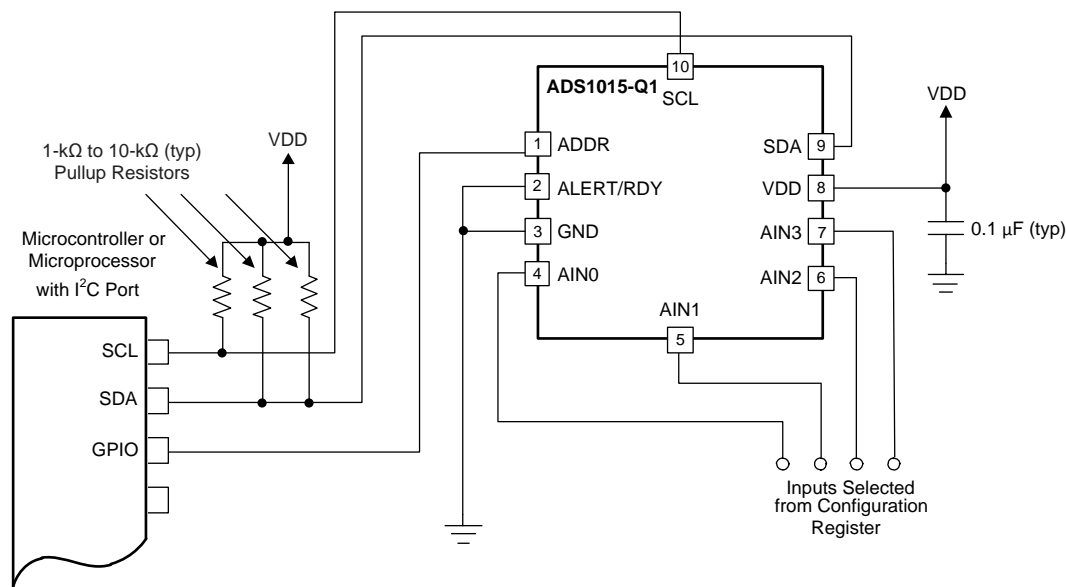 10
ADS1015-Q1
SCL
VDD
1-kΩ to 10-kΩ (typ)
Pullup Resistors
VDD
1 ADDR
SDA 9
2 ALERT/RDY
VDD 8
3 GND
AIN3 7
0.1 μF (typ)
4 AIN0
AIN2 6
Microcontroller or
Microprocessor
with I²C Port
AIN1
5
SCL
SDA
GPIO
Inputs Selected
from Configuration
Register